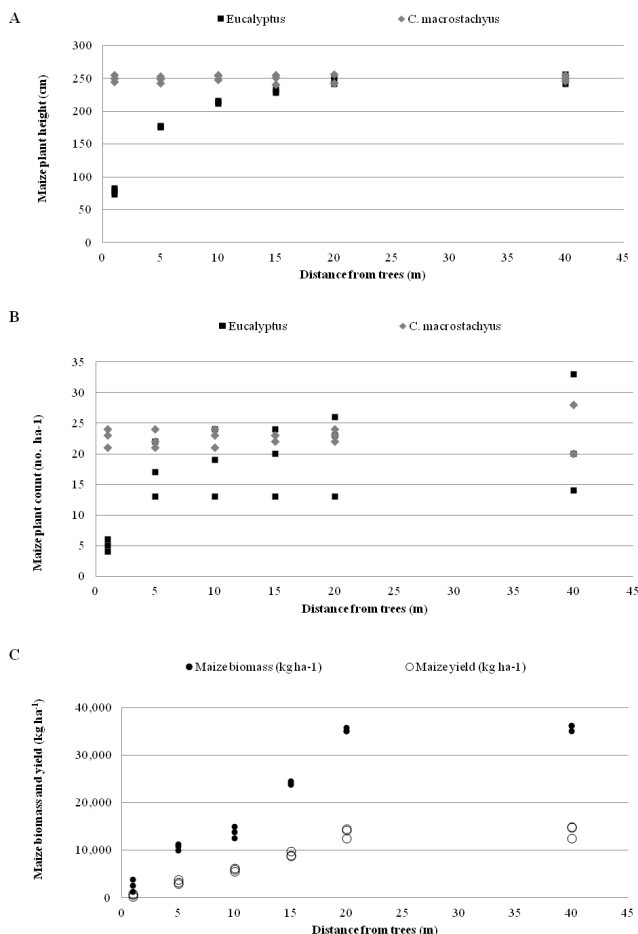 A
Eucalyptus C. macrostachyus
300
250
200
150
100
50
0
Maize plant height (cm)
0 5 10 15 20 25 30 35 40 45
Distance from trees (m)
B
Eucalyptus C. macrostachyus
35
30
25
20
15
10
5
0
Maize plant count (no. ha-1)
0 5 10 15 20 25 30 35 40 45
Distance from trees (m)
C
Maize biomass (kg ha-1) Maize yield (kg ha-1)
40,000
30,000
20,000
10,000
0
Maize biomass and yield (kg ha-1)
0 5 10 15 20 25 30 35 40 45
Distance from trees (m)